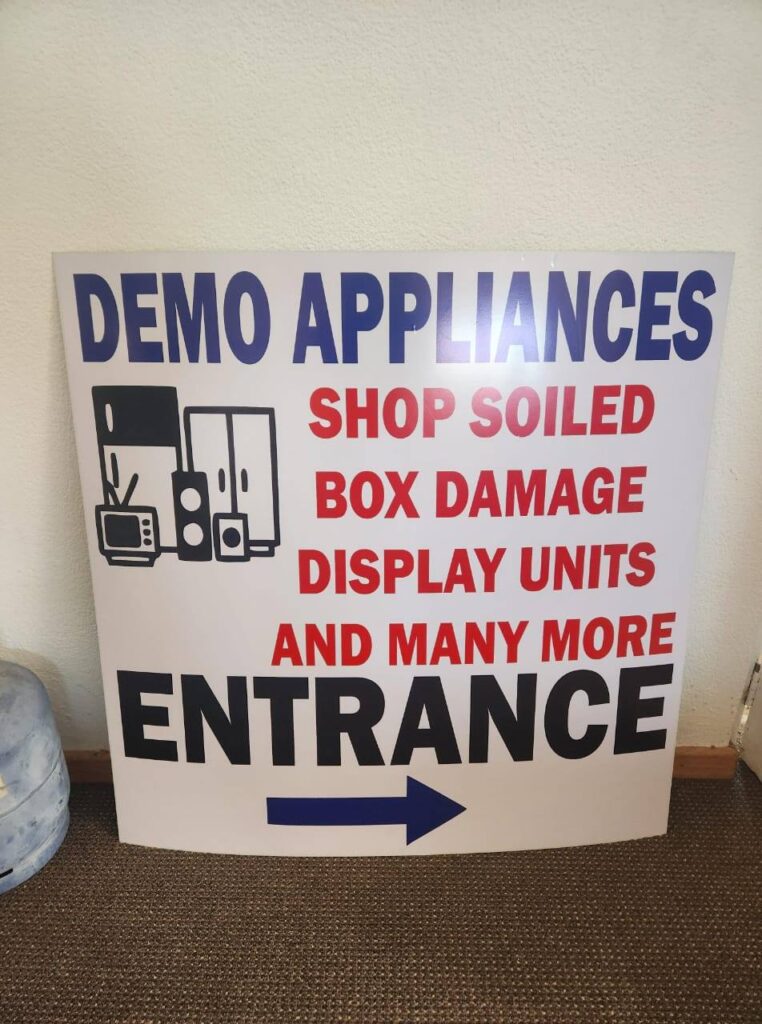 DEMO APPLIANCES
SHOP SOILED
BOX DAMAGE
DISPLAY UNITS
AND MANY MORE
ENTRANCE